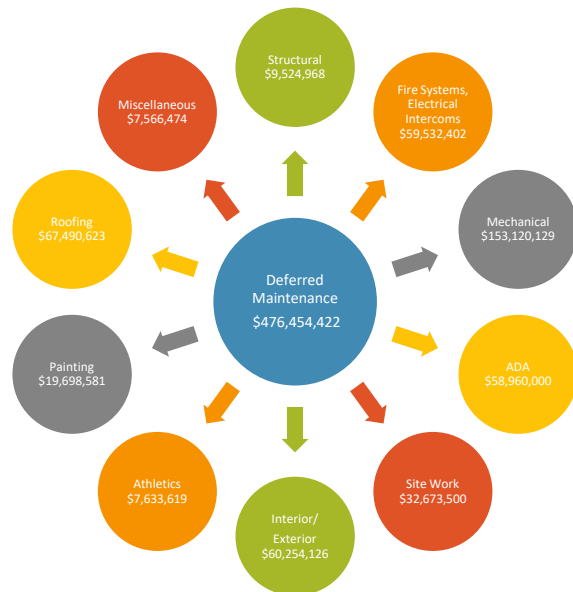 Structural
$9,524,968
Fire Systems,
Electrical
Intercoms
$59,532,402
Mechanical
$153,120,129
ADA
$58,960,000
Site Work
$32,673,500
Interior/
Exterior
$60,254,126
Athletics
$7,633,619
Painting
$19,698,581
Roofing
$67,490,623
Miscellaneous
$7,566,474
Deferred
Maintenance
$476,454,422